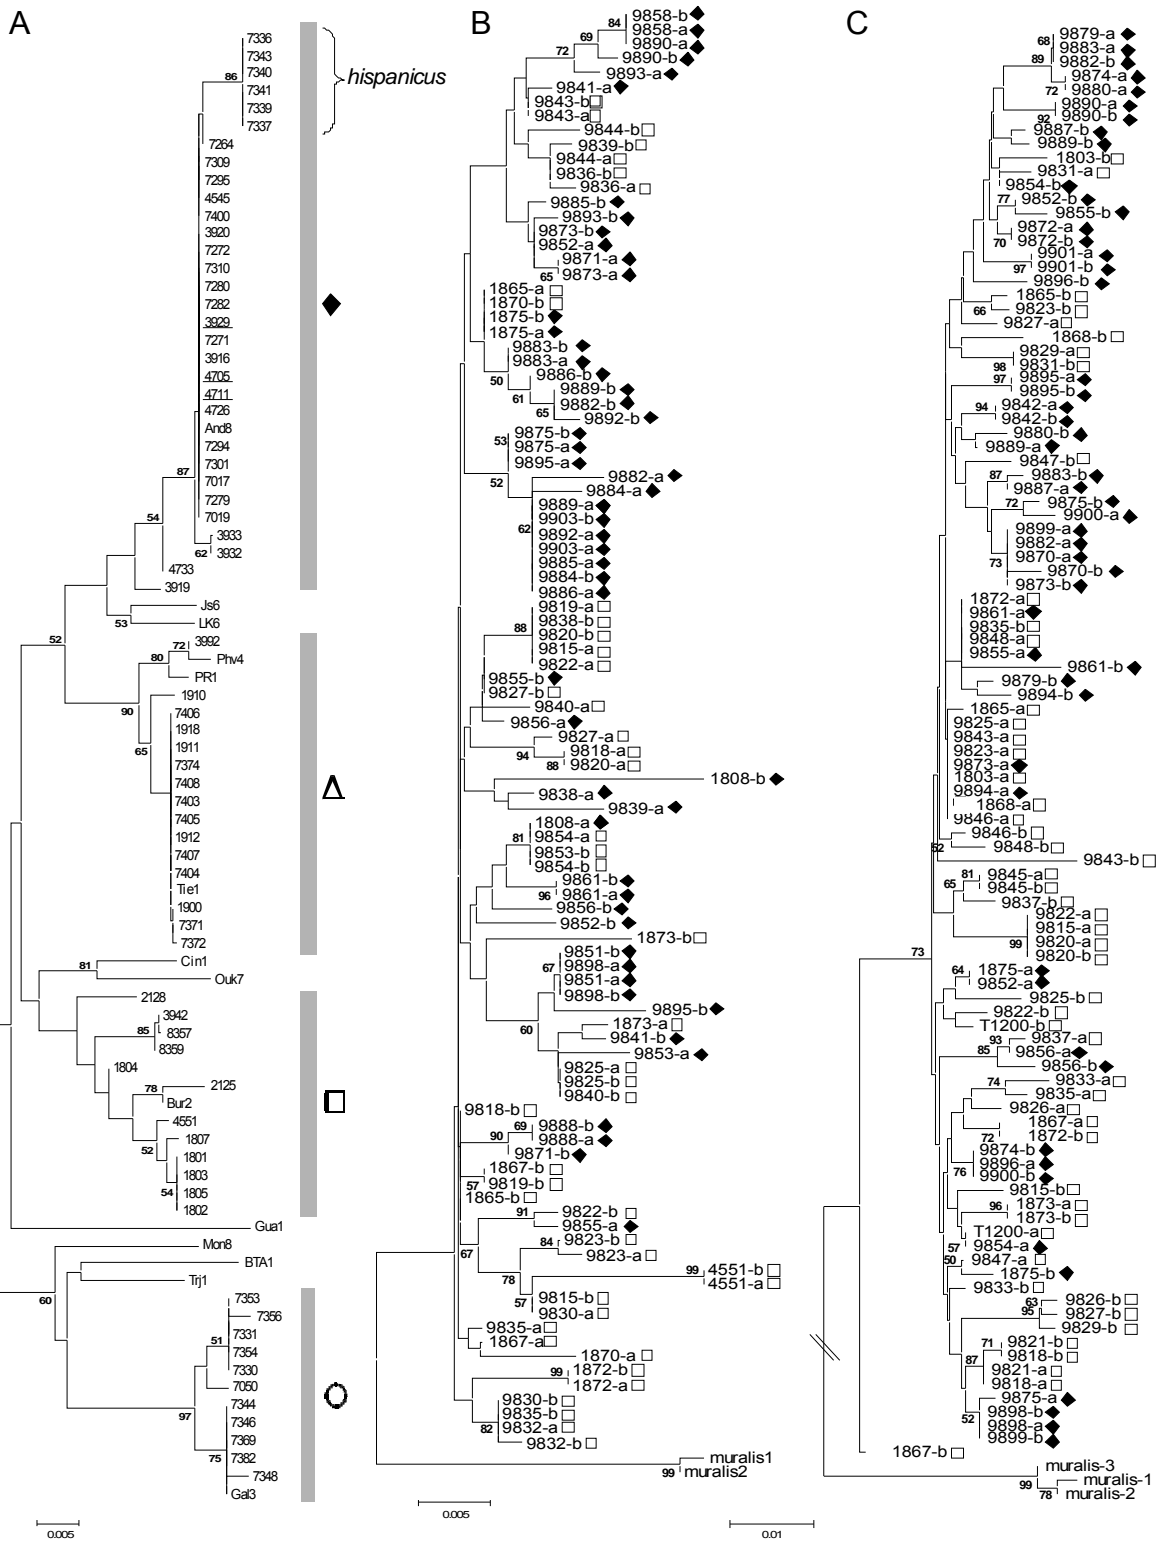 A
7336
7343
7340
7341
7339
7337
86
hispanicus
7264
7309
7295
4545
7400
3920
7272
7310
7280
7282
3929
7271
3916
4705
4711
4726
And8
7294
7301
7017
7279
7019
87
54
3933
3932
62
4733
3919
Js6
LK6
53
52
3992
72
Phv4
80
PR1
90
1910
65
7406
1918
1911
7374
7408
7403
7405
1912
7407
7404
Tie1
1900
7371
7372
Δ
Cin1
81
Ouk7
2128
3942
8357
85
8359
1804
2125
78
Bur2
4551
1807
52
1801
1803
54
1805
1802
Gua1
Mon8
BTA1
Trj1
60
7353
7356
7331
51
7354
7330
7050
97
7344
7346
7369
7382
75
7348
Gal3
0.005
B
9858-b
84
9858-a
69
9890-a
72
9890-b
9893-a
9841-a
9843-b
9843-a
9844-b
9839-b
9844-a
9836-b
9836-a
9885-b
9893-b
9873-b
9852-a
9871-a
65
9873-a
1865-a
1870-b
1875-b
1875-a
9883-b
9883-a
50
9886-b
9889-b
61
9882-b
65
9892-b
9875-b
53
9875-a
9895-a
52
9882-a
9884-a
9889-a
9903-b
62
9892-a
9903-a
9885-a
9884-b
9886-a
9819-a
9838-b
88
9820-b
9815-a
9822-a
9855-b
9827-b
9840-a
9856-a
9827-a
94
9818-a
88
9820-a
1808-b
9838-a
9839-a
1808-a
81
9854-a
9853-b
9854-b
9861-b
96
9861-a
9856-b
9852-b
1873-b
9851-b
67
9898-a
9851-a
9898-b
9895-b
60
1873-a
9841-b
9853-a
9825-a
9825-b
9840-b
9818-b
69
9888-b
90
9888-a
9871-b
1867-b
57
9819-b
1865-b
91
9822-b
9855-a
67
84
9823-b
9823-a
78
99
4551-b
4551-a
57
9815-b
9830-a
9835-a
1867-a
1870-a
99
1872-b
1872-a
9830-b
9835-b
82
9832-a
9832-b
muralis1
99
muralis2
0.005
C
9879-a
68
9883-a
89
9882-b
9874-a
72
9880-a
9890-a
92
9890-b
9887-b
9889-b
1803-b
9831-a
9854-b
77
9852-b
9855-b
9872-a
70
9872-b
9901-a
97
9901-b
9896-b
1865-b
66
9823-b
9827-a
1868-b
9829-a
98
9831-b
97
9895-a
9895-b
94
9842-a
9842-b
9880-b
9889-a
9847-b
87
9883-b
9887-a
72
9875-b
9900-a
9899-a
9882-a
73
9870-a
9870-b
9873-b
1872-a
9861-a
9835-b
9848-a
9855-a
9861-b
9879-b
9894-b
1865-a
9825-a
9843-a
9823-a
9873-a
1803-a
9894-a
1868-a
9846-a
9846-b
52
9848-b
9843-b
81
9845-a
65
9845-b
9837-b
9822-a
9815-a
99
9820-a
9820-b
73
64
1875-a
9852-a
9825-b
9822-b
T1200-b
93
9837-a
85
9856-a
9856-b
74
9833-a
9835-a
9826-a
1867-a
72
1872-b
9874-b
76
9896-a
9900-b
9815-b
96
1873-a
1873-b
T1200-a
57
9854-a
50
9847-a
1875-b
9833-b
63
9826-b
95
9827-b
9829-b
71
9821-b
87
9818-b
9821-a
9818-a
9875-a
52
9898-b
9898-a
9899-b
1867-b
muralis-3
99
muralis-1
78
muralis-2
0.01